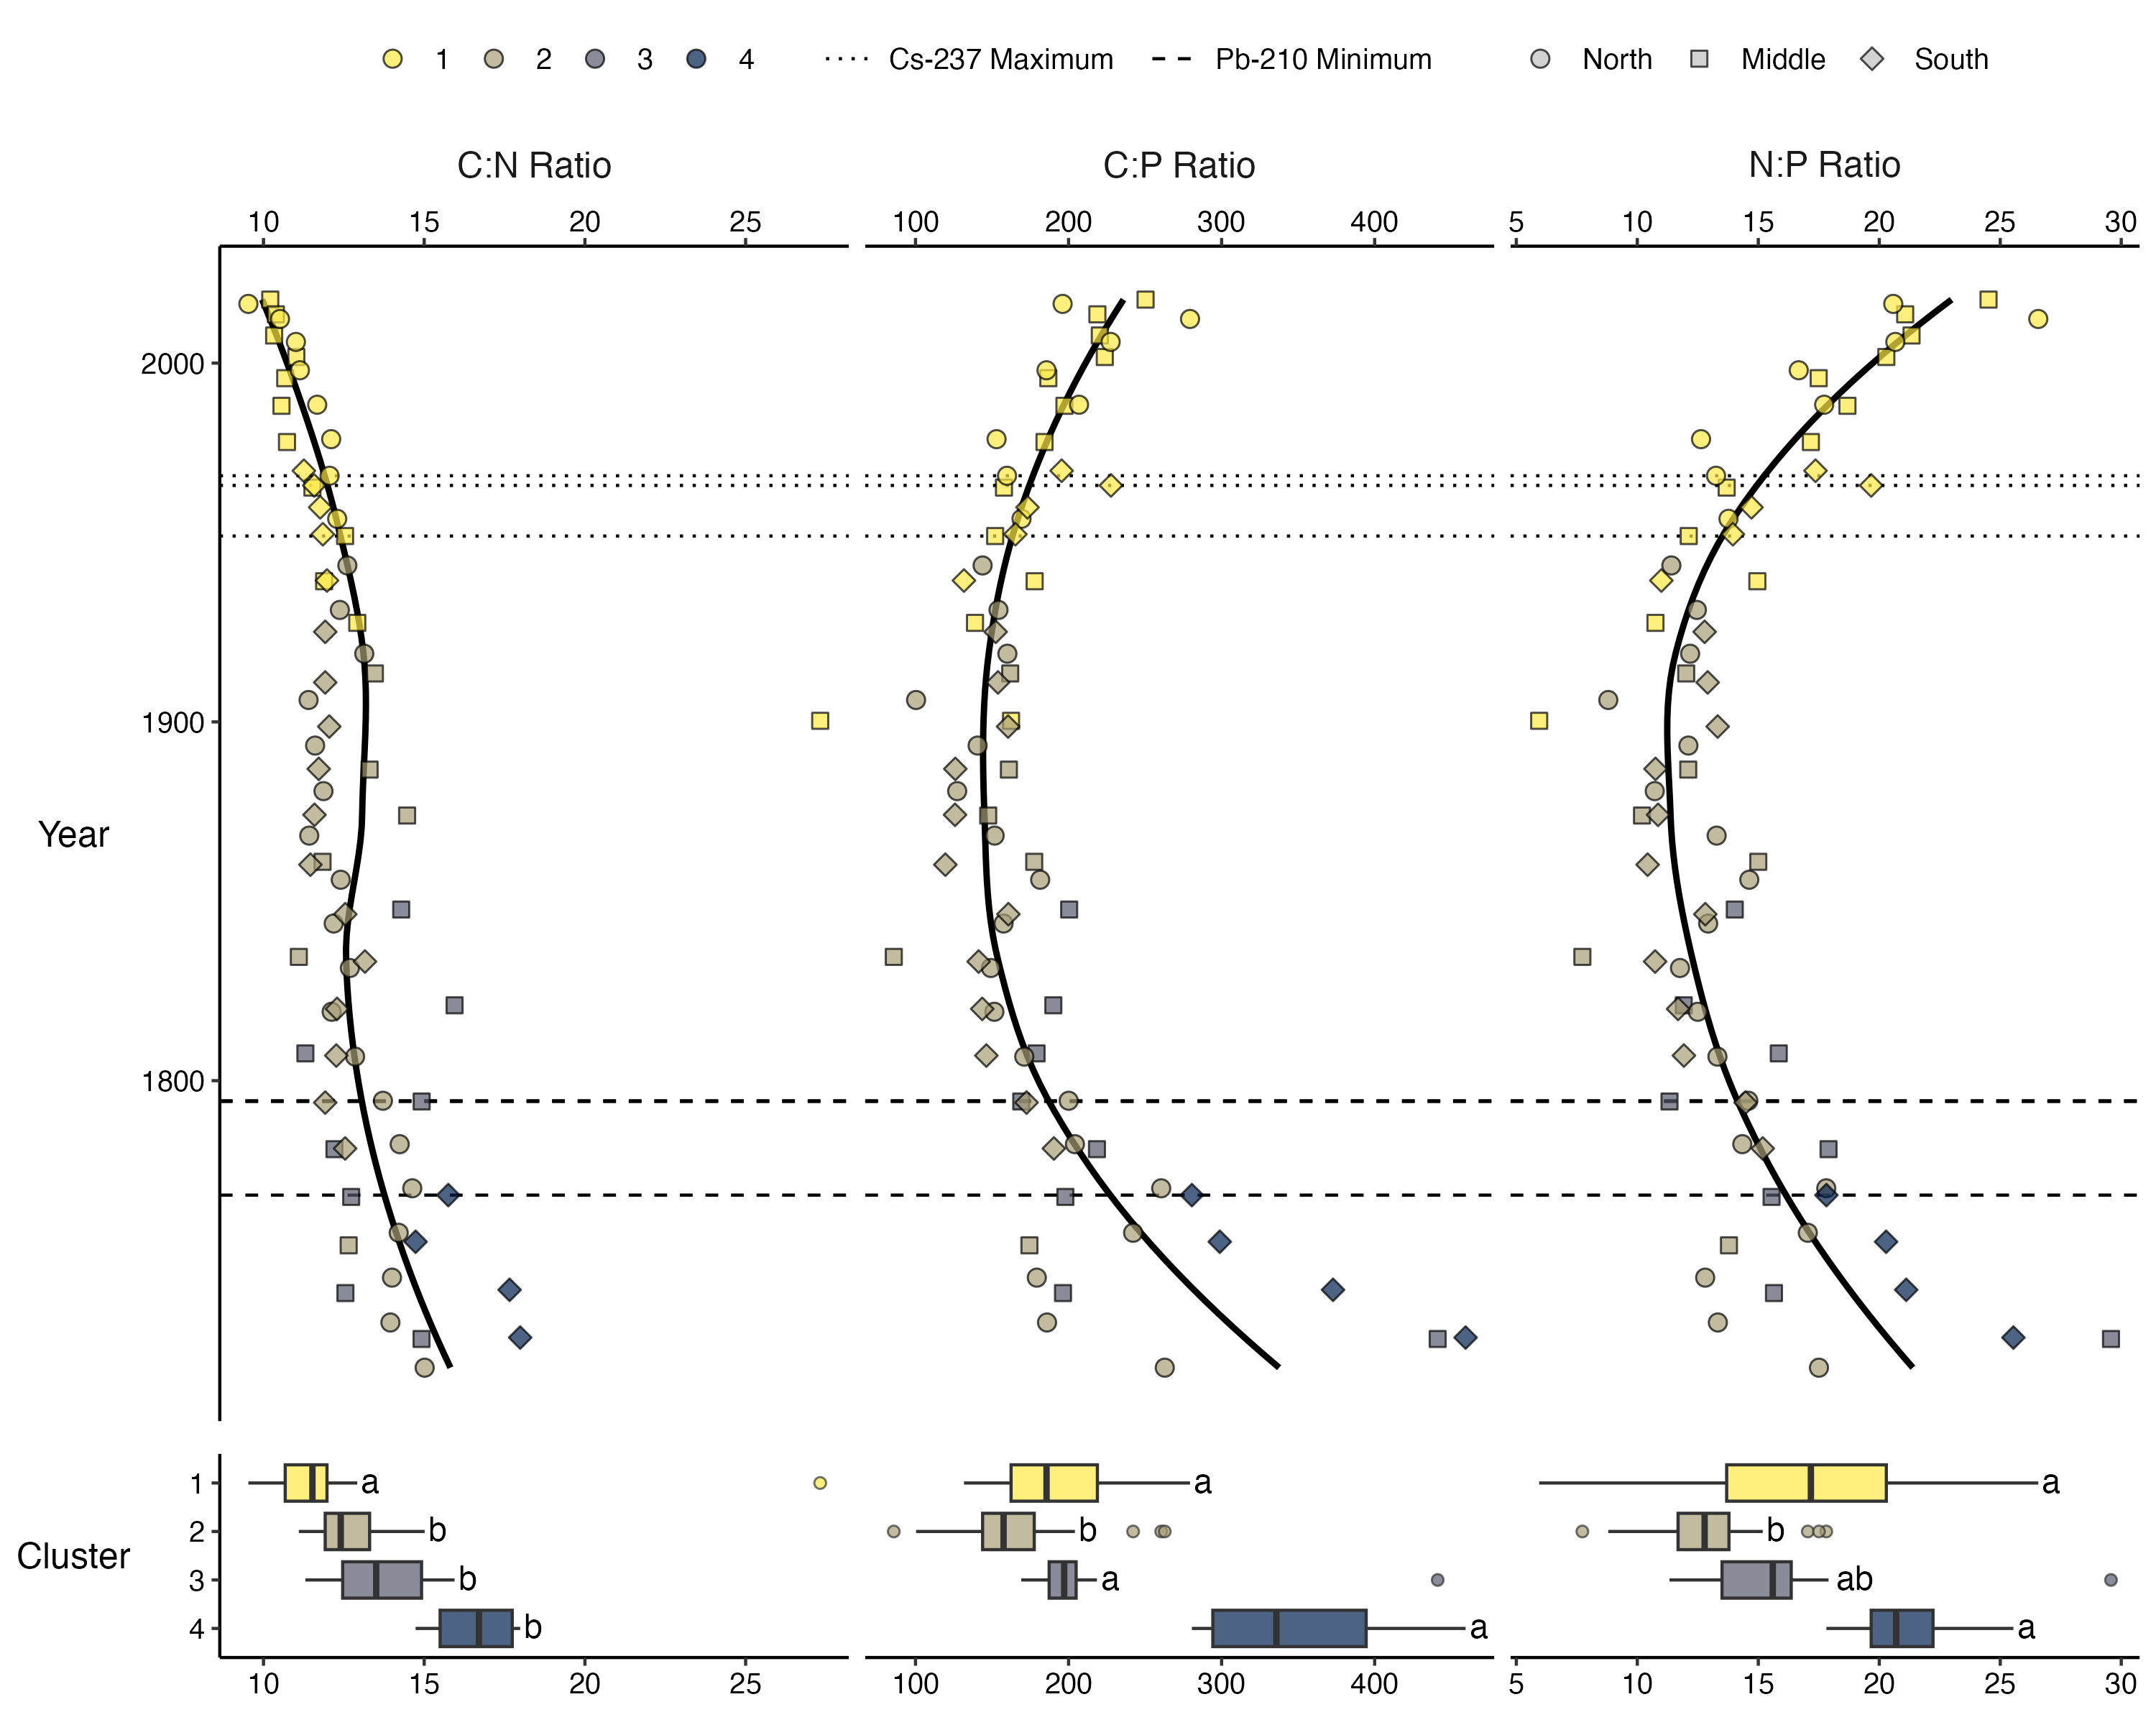 1 2 3 4 Cs-237 Maximum Pb-210 Minimum North Middle South
C:N Ratio C:P Ratio N:P Ratio
10 15 20 25 100 200 300 400 5 10 15 20 25 30
2000
1900
Year
1800
1 a a a
2 b b b
Cluster
3 b a ab
4 b a a
10 15 20 25 100 200 300 400 5 10 15 20 25 30